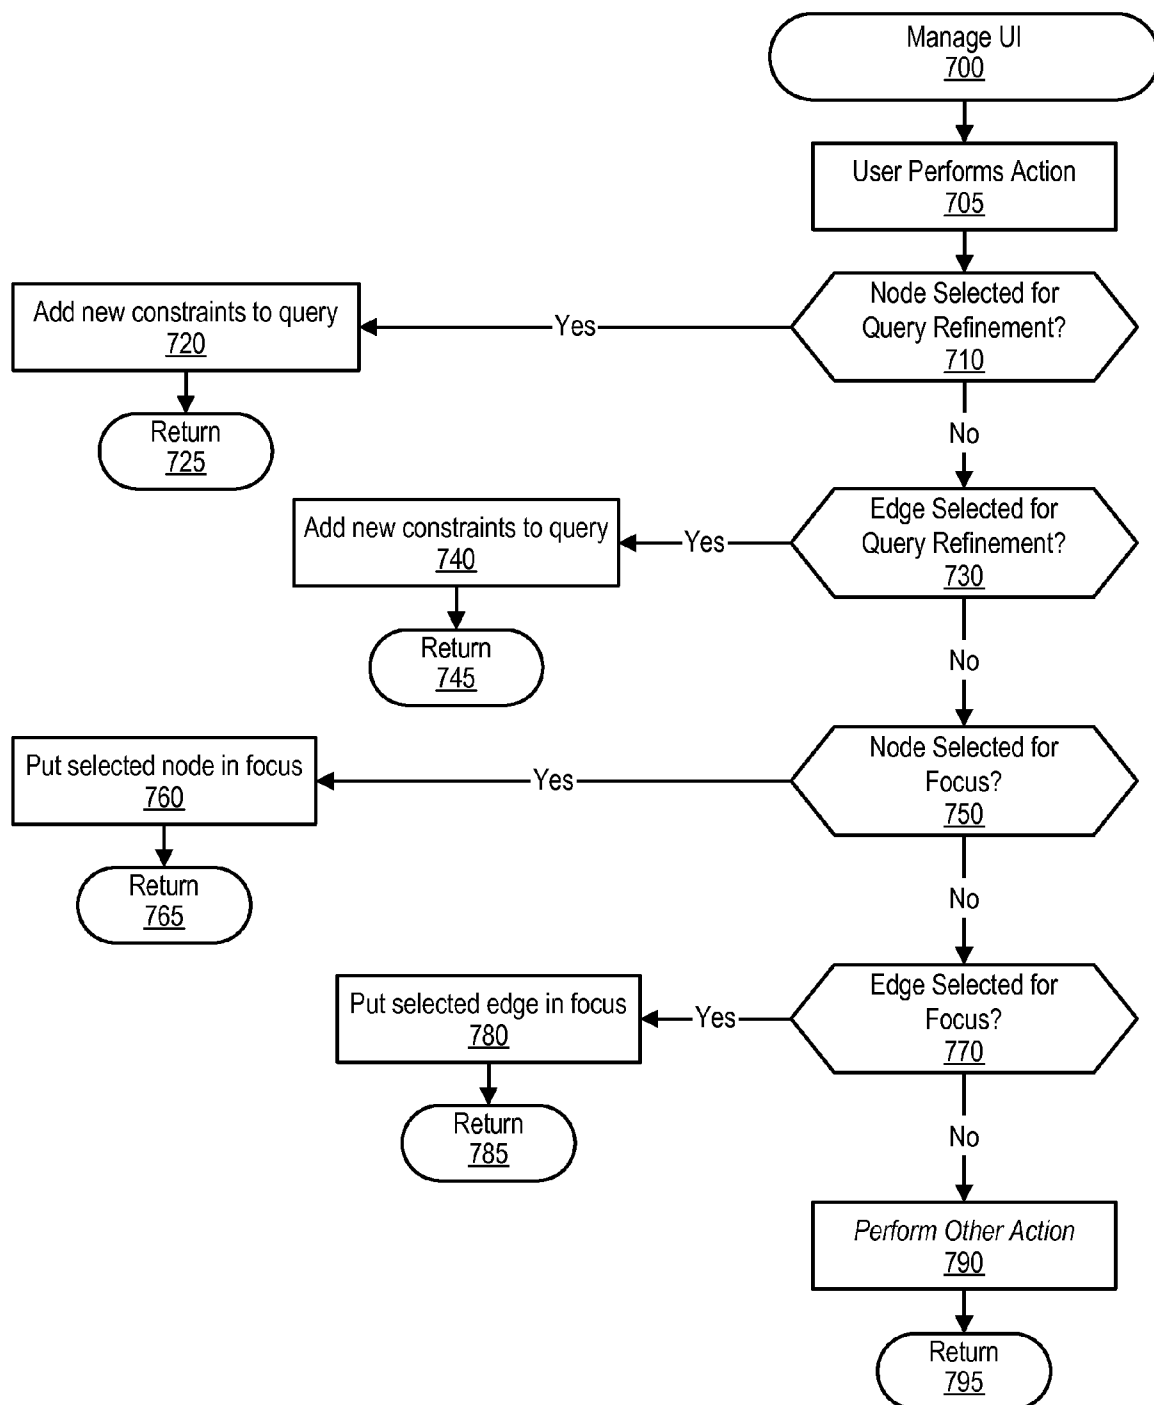 Manage UI
700
User Performs Action
705
Node Selected for
Query Refinement?
710
Yes
Add new constraints to query
720
Return
725
No
Edge Selected for
Query Refinement?
730
Yes
Add new constraints to query
740
Return
745
No
Node Selected for
Focus?
750
Yes
Put selected node in focus
760
Return
765
No
Edge Selected for
Focus?
770
Yes
Put selected edge in focus
780
Return
785
No
Perform Other Action
790
Return
795